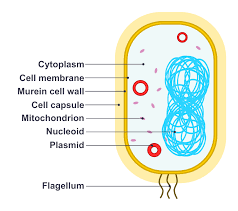 Cytoplasm
Cell membrane
Murein cell wall
Cell capsule
Mitochondrion
Nucleoid
Plasmid
Flagellum